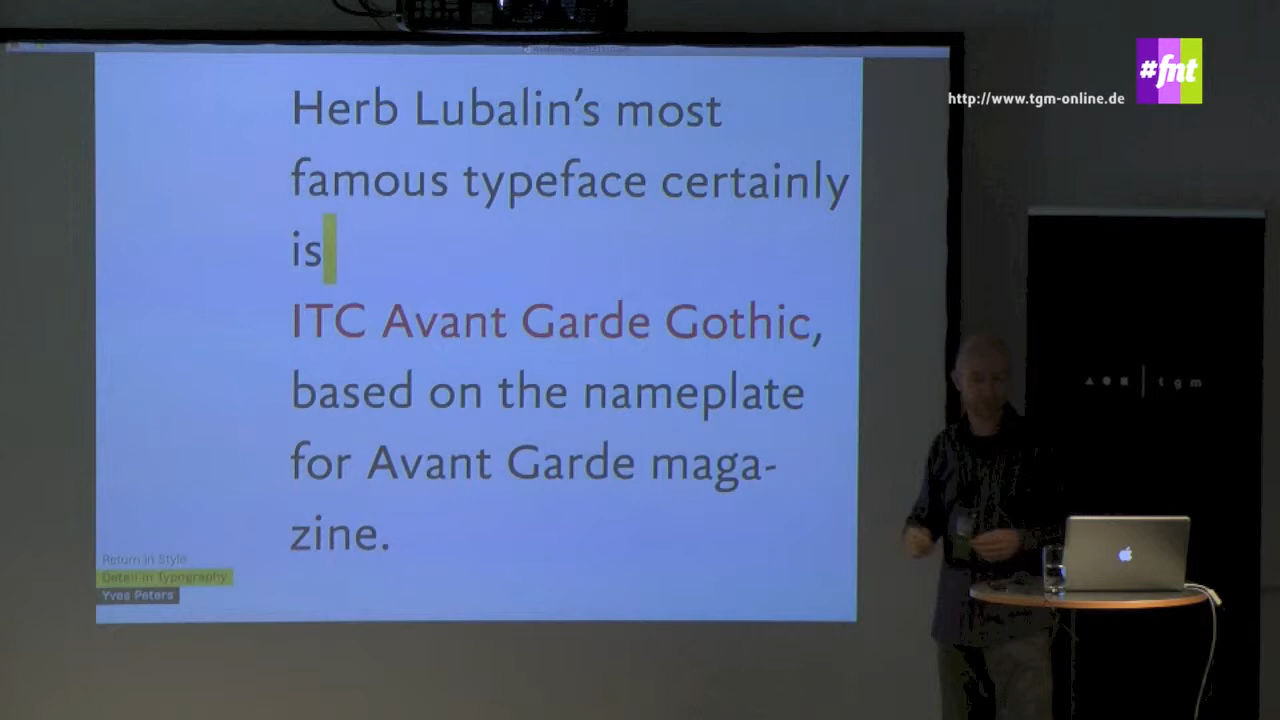 #fnt
http://www.tgm-online.de
Herb Lubalin's most
famous typeface certainly
is
ITC Avant Garde Gothic,
based on the nameplate
for Avant Garde maga-
zine.
tgm
Return in Style
Detail in Typography
Yves Peters